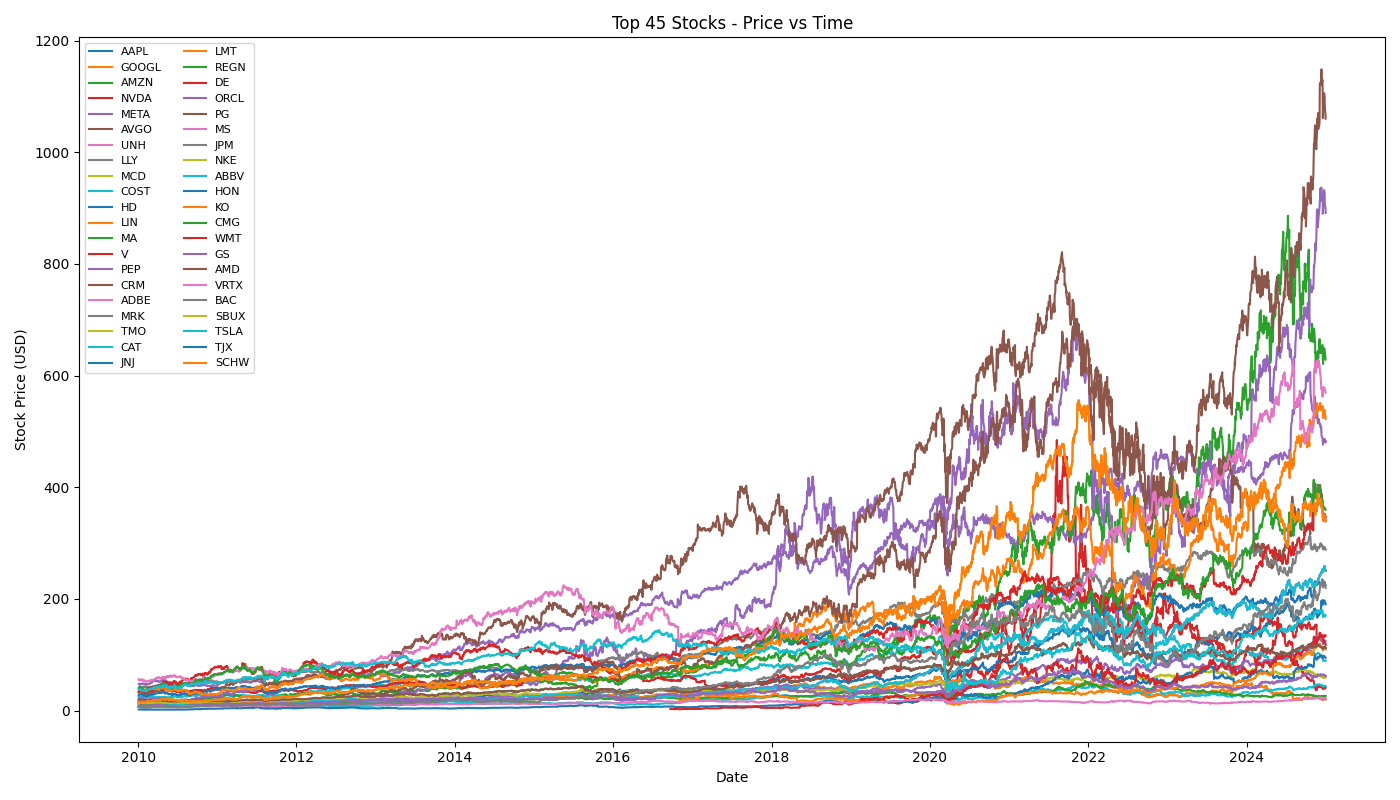 Top 45 Stocks - Price vs Time
Stock Price (USD)
1200
1000
800
600
400
200
0
AAPL
GOOGL
AMZN
NVDA
META
AVGO
UNH
LLY
MCD
COST
HD
LIN
MA
V
PEP
CRM
ADBE
MRK
TMO
CAT
JNJ
LMT
REGN
DE
ORCL
PG
MS
JPM
NKE
ABBV
HON
KO
CMG
WMT
GS
AMD
VRTX
BAC
SBUX
TSLA
TJX
SCHW
2010 2012 2014 2016 2018 2020 2022 2024
Date